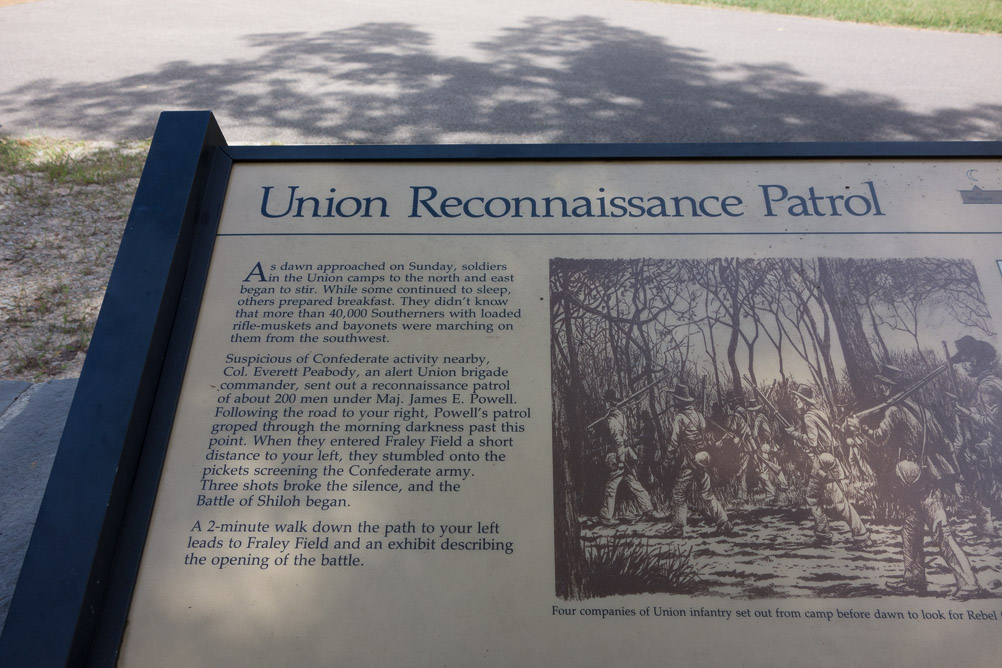 Union Reconnaissance Patrol
As dawn approached on Sunday, soldiers
in the Union camps to the north and east
began to stir. While some continued to sleep,
others prepared breakfast. They didn't know
that more than 40,000 Southerners with loaded
rifle-muskets and bayonets were marching on
them from the southwest.
Suspicious of Confederate activity nearby,
Col. Everett Peabody, an alert Union brigade
commander, sent out a reconnaissance patrol
of about 200 men under Maj. James E. Powell.
Following the road to your right, Powell's patrol
groped through the morning darkness past this
point. When they entered Fraley Field a short
distance to your left, they stumbled onto the
pickets screening the Confederate army.
Three shots broke the silence, and the
Battle of Shiloh began.
A 2-minute walk down the path to your left
leads to Fraley Field and an exhibit describing
the opening of the battle.
Four companies of Union infantry set out from camp before dawn to look for Rebel